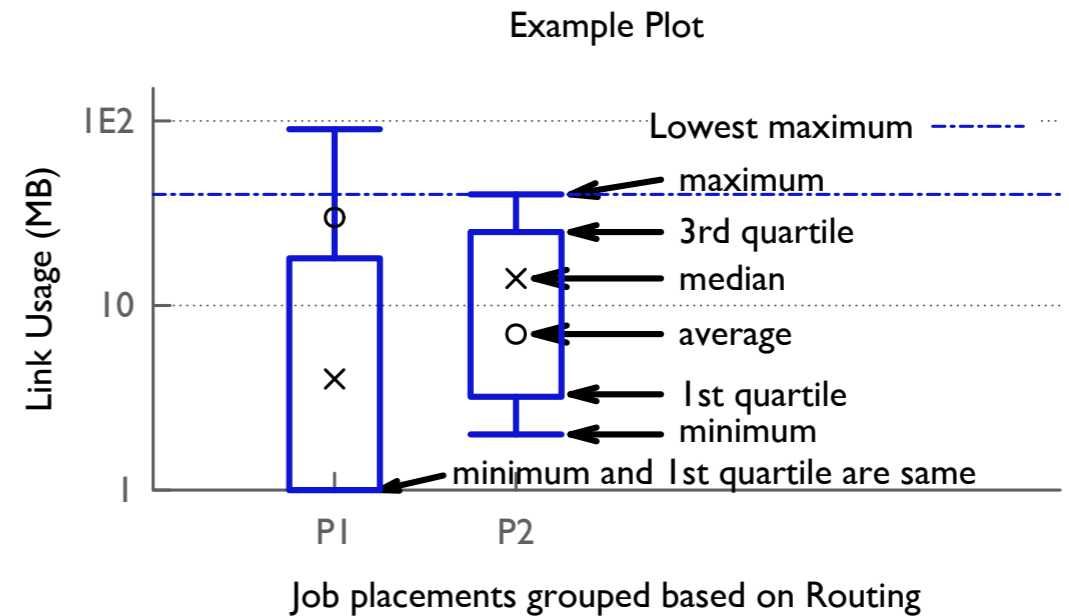 Example Plot
1E2
Lowest maximum
maximum
3rd quartile
median
10
average
1st quartile
minimum
minimum and 1st quartile are same
1
P1
P2
Link Usage (MB)
Job placements grouped based on Routing